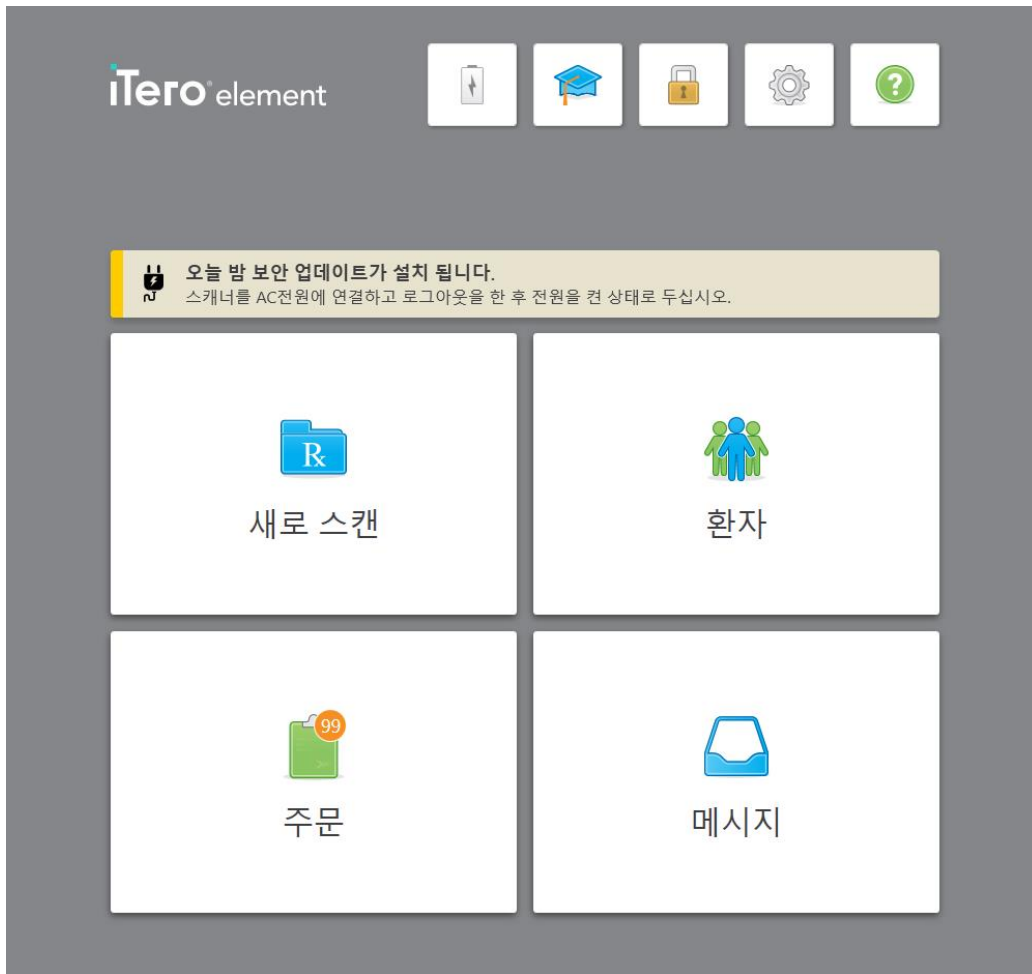 iTero® element
?
오늘 밤 보안 업데이트가 설치 됩니다.
스캐너를 AC전원에 연결하고 로그아웃을 한 후 전원을 켠 상태로 두십시오.
Rx
새로 스캔
환자
99
주문
메시지